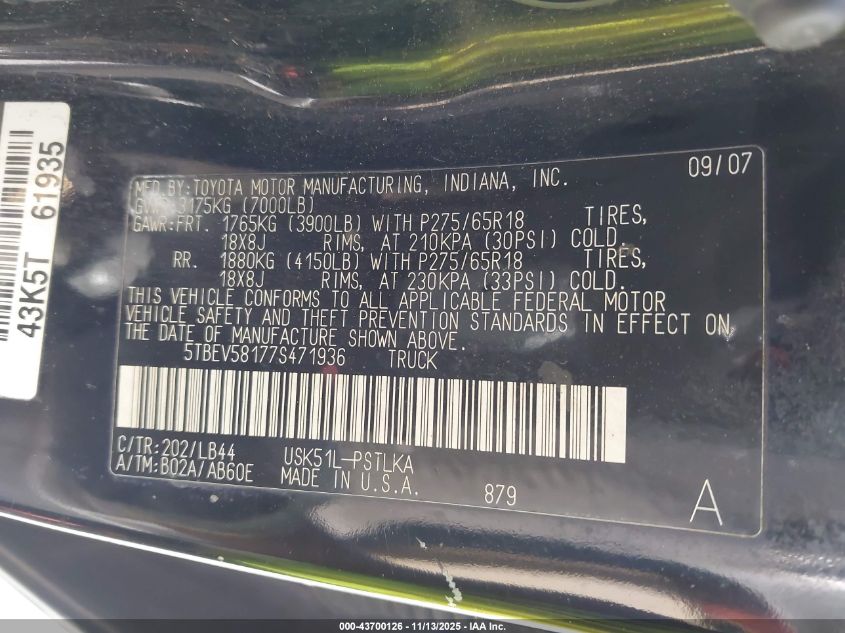 43K5T 61935
09/07
MFD.BY:TOYOTA MOTOR MANUFACTURING, INDIANA, INC.
GWVR 3175KG (7000LB)
GAWR:FRT. 1765KG (3900LB) WITH P275/65R18 TIRES,
18X8J RIMS, AT 210KPA (30PSI) COLD.
RR. 1880KG (4150LB) WITH P275/65R18 TIRES,
18X8J RIMS, AT 230KPA (33PSI) COLD.
THIS VEHICLE CONFORMS TO ALL APPLICABLE FEDERAL MOTOR
VEHICLE SAFETY AND THEFT PREVENTION STANDARDS IN EFFECT ON
THE DATE OF MANUFACTURE SHOWN ABOVE.
5TBEV58177S471936 TRUCK
C/TR:202/LB44 USK51L-PSTLKA
A/TM:B02A/AB60E MADE IN U.S.A. 879 A
000-43700126 - 11/13/2025 - IAA Inc.